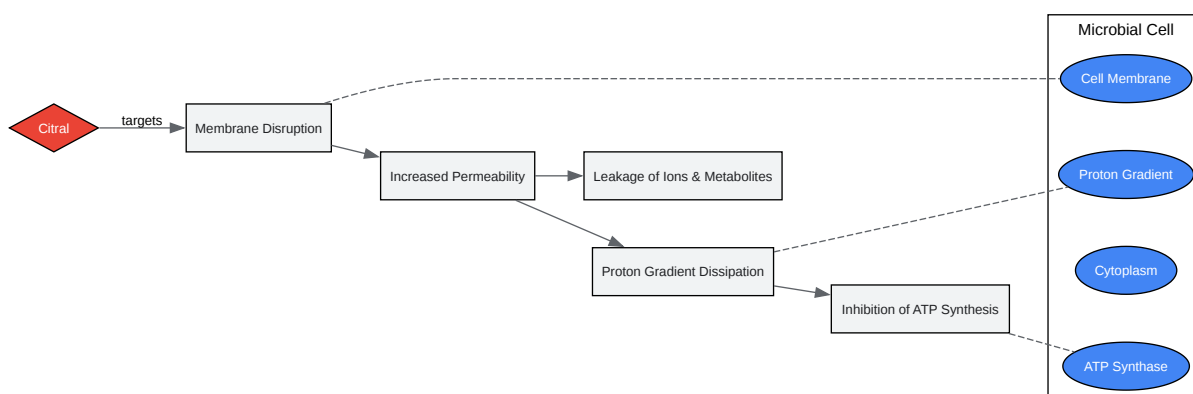 Microbial Cell
Cell Membrane
Citral
targets
Membrane Disruption
Increased Permeability
Leakage of Ions & Metabolites
Proton Gradient
Proton Gradient Dissipation
Cytoplasm
Inhibition of ATP Synthesis
ATP Synthase